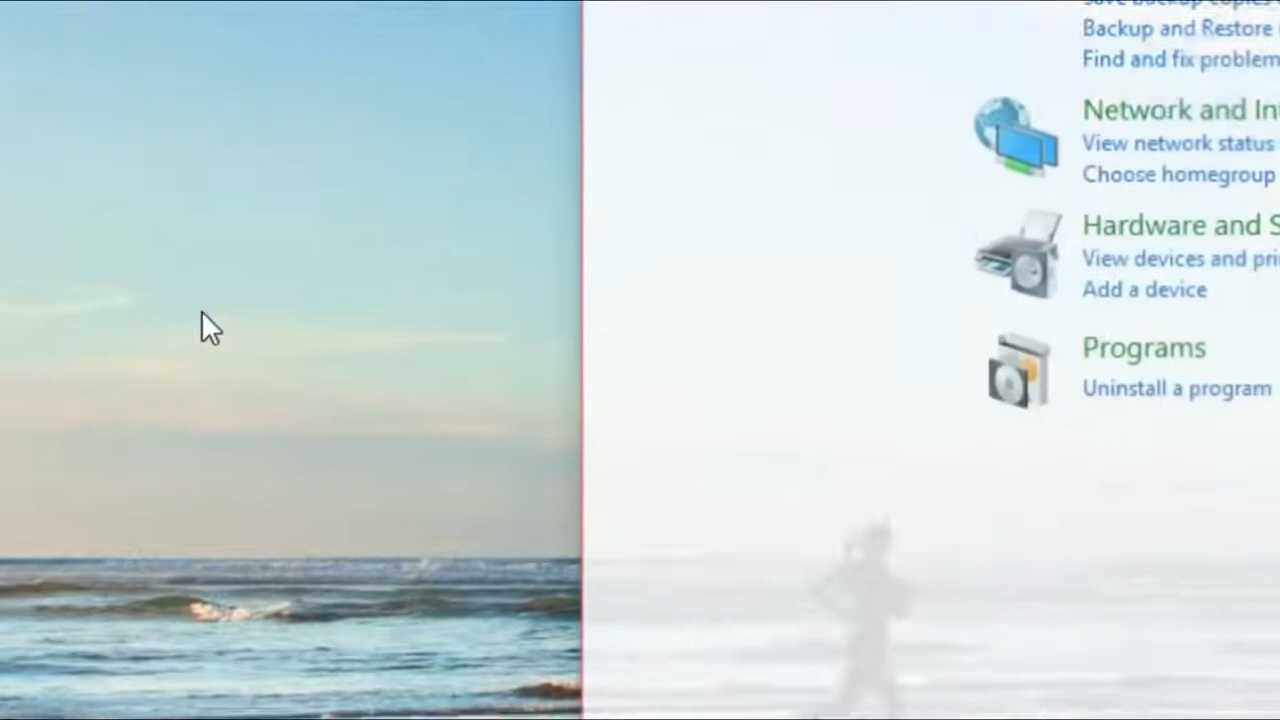 Backup and Restore
Find and fix problem
Network and In
View network status
Choose homegroup
Hardware and S
View devices and pri
Add a device
Programs
Uninstall a program